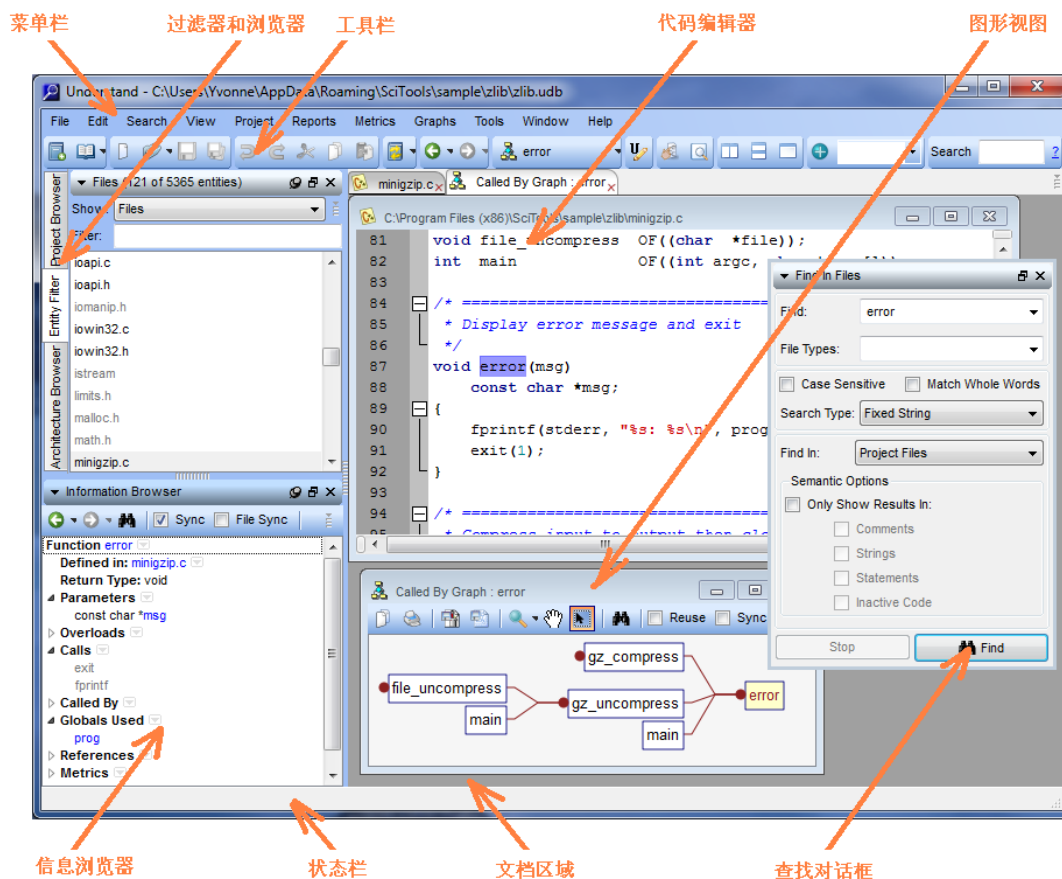 菜单栏
过滤器和浏览器
工具栏
代码编辑器
图形视图
Understand - C:\Users\Yvonne\AppData\Roaming\SciTools\sample\zlib\zlib.udb
File Edit Search View Project Reports Metrics Graphs Tools Window Help
error
Search
?
Project Browser
Entity Filter
Architecture Browser
Files (121 of 5365 entities)
Show: Files
Filter:
ioapi.c
ioapi.h
iomanip.h
iowin32.c
iowin32.h
istream
limits.h
malloc.h
math.h
minigzip.c
Information Browser
Sync File Sync
Function error
Defined in: minigzip.c
Return Type: void
Parameters
const char *msg
Overloads
Calls
exit
fprintf
Called By
Globals Used
prog
References
Metrics
minigzip.c
Called By Graph : error
C:\Program Files (x86)\SciTools\sample\zlib\minigzip.c
81 void file_uncompress OF((char *file));
82 int main OF((int argc,
83
84 /* ==================================
85 * Display error message and exit
86 */
87 void error(msg)
88 const char *msg;
89 {
90 fprintf(stderr, "%s: %s\n", prog
91 exit(1);
92 }
93
94 /* ==================================
95 * Compress input to output then clo
Called By Graph : error
Reuse Sync
gz_compress
file_uncompress
gz_uncompress
error
main
main
Find In Files
Find: error
File Types:
Case Sensitive Match Whole Words
Search Type: Fixed String
Find In: Project Files
Semantic Options
Only Show Results In:
Comments
Strings
Statements
Inactive Code
Stop Find
信息浏览器
状态栏
文档区域
查找对话框